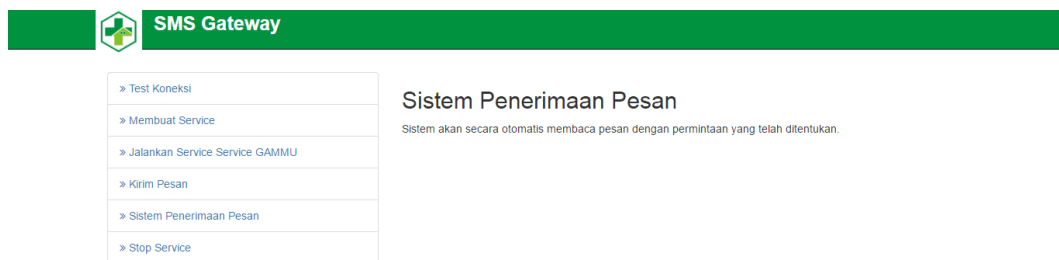 SMS Gateway
» Test Koneksi
» Membuat Service
» Jalankan Service Service GAMMU
» Kirim Pesan
» Sistem Penerimaan Pesan
» Stop Service
Sistem Penerimaan Pesan
Sistem akan secara otomatis membaca pesan dengan permintaan yang telah ditentukan.